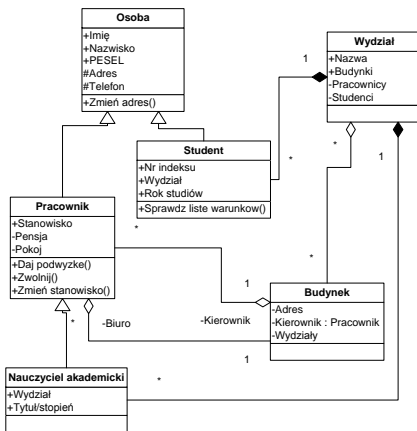 Osoba
+Imię
+Nazwisko
+PESEL
#Adres
#Telefon
+Zmień adres()
Wydział
+Nazwa
+Budynki
-Pracownicy
-Studenci
1
*
*
1
Student
+Nr indeksu
+Wydział
+Rok studiów
+Sprawdz liste warunkow()
Pracownik
+Stanowisko
-Pensja
-Pokoj
+Daj podwyzke()
+Zwolnij()
+Zmień stanowisko()
*
1
*
Budynek
-Adres
-Kierownik : Pracownik
-Wydziały
-Biuro
-Kierownik
*
1
Nauczyciel akademicki
+Wydział
+Tytuł/stopień
*